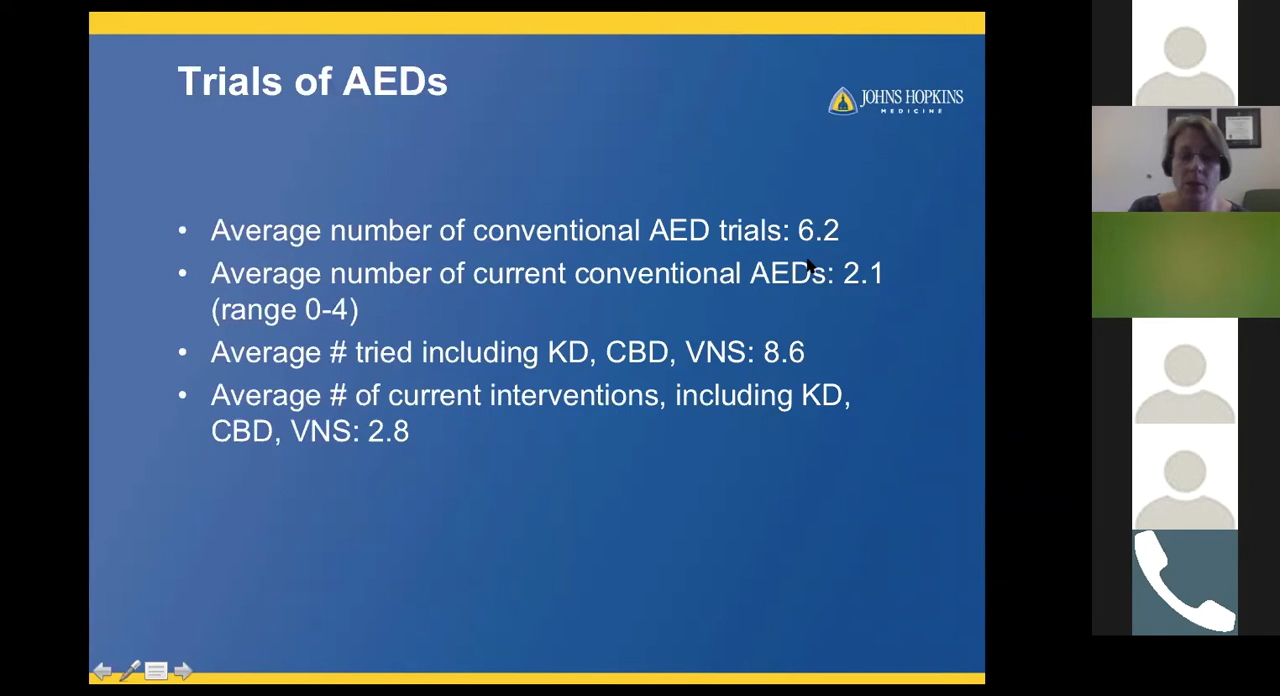 Trials of AEDs
JOHNS HOPKINS
MEDICINE
• Average number of conventional AED trials: 6.2
• Average number of current conventional AEDs: 2.1
(range 0-4)
• Average # tried including KD, CBD, VNS: 8.6
• Average # of current interventions, including KD,
CBD, VNS: 2.8